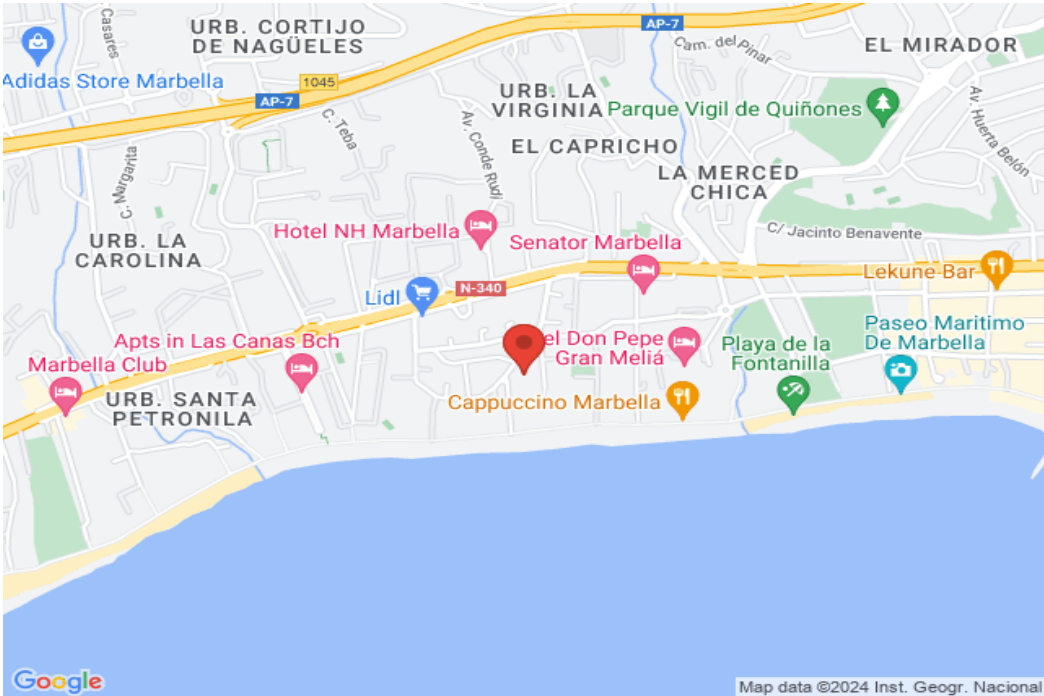 Casares
URB. CORTIJO
DE NAGÜELES
AP-7
Cam. del Pinar
EL MIRADOR
Adidas Store Marbella
1045
AP-7
URB. LA
VIRGINIA
Parque Vigil de Quiñones
Av. Huerta Belón
C. Teba
Av. Conde Rudi
EL CAPRICHO
C. Margarita
LA MERCED
CHICA
URB. LA
CAROLINA
Hotel NH Marbella
Senator Marbella
C/ Jacinto Benavente
Lekune Bar
N-340
Lidl
Apts in Las Canas Bch
el Don Pepe
Gran Meliá
Playa de la
Fontanilla
Paseo Maritimo
De Marbella
Marbella Club
URB. SANTA
PETRONILA
Cappuccino Marbella
Google
Map data ©2024 Inst. Geogr. Nacional